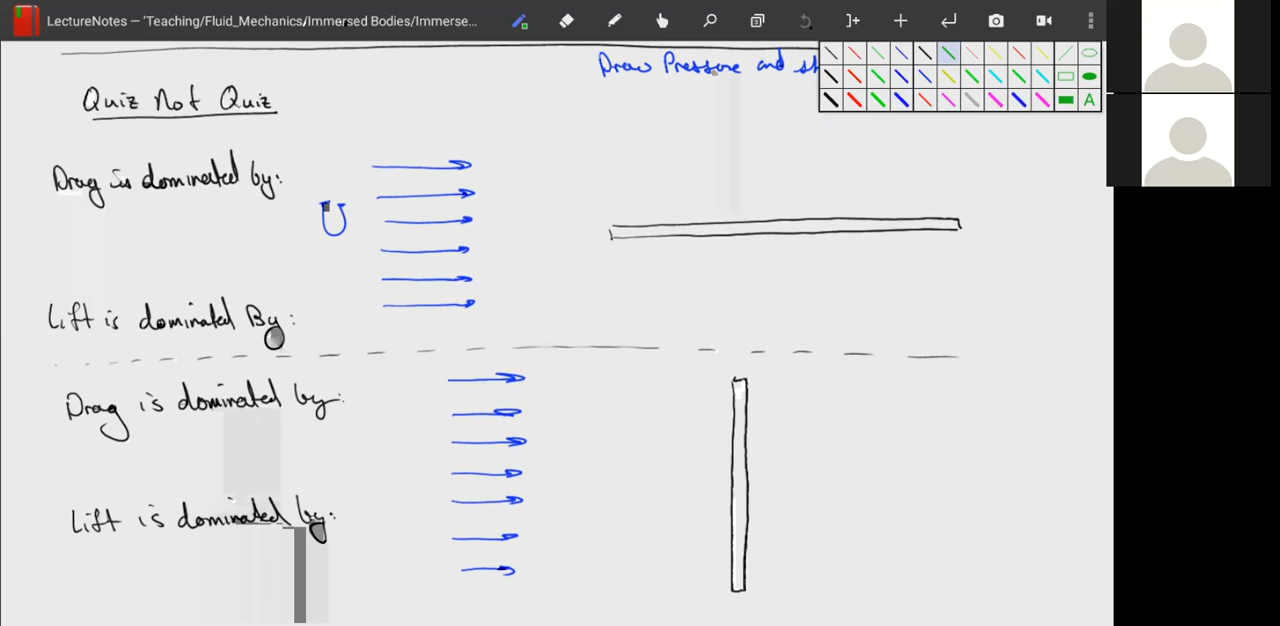 LectureNotes — 'Teaching/Fluid_Mechanics/Immersed Bodies/Immerse...
Draw Pressure and
Quiz Not Quiz
Drag is dominated by:
U
Lift is dominated By:
Drag is dominated by:
Lift is dominated by:
A